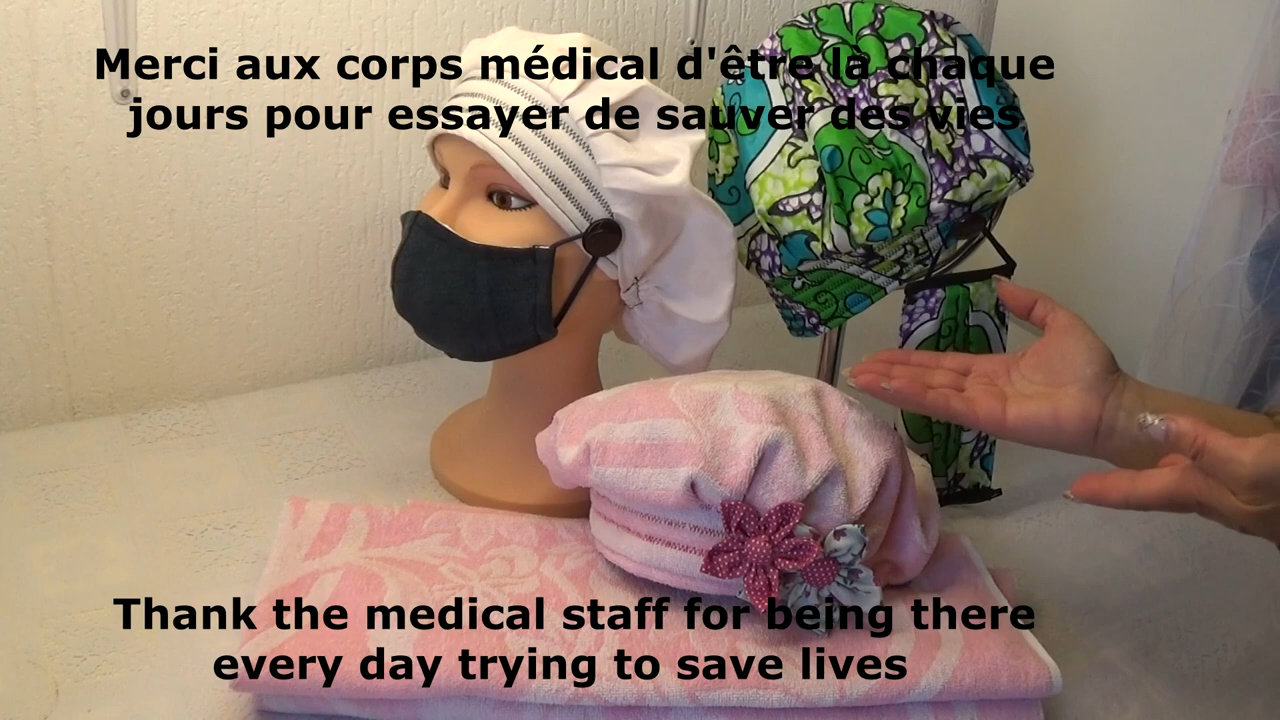 Merci aux corps médical d'être là chaque
jours pour essayer de sauver des vies
Thank the medical staff for being there
every day trying to save lives